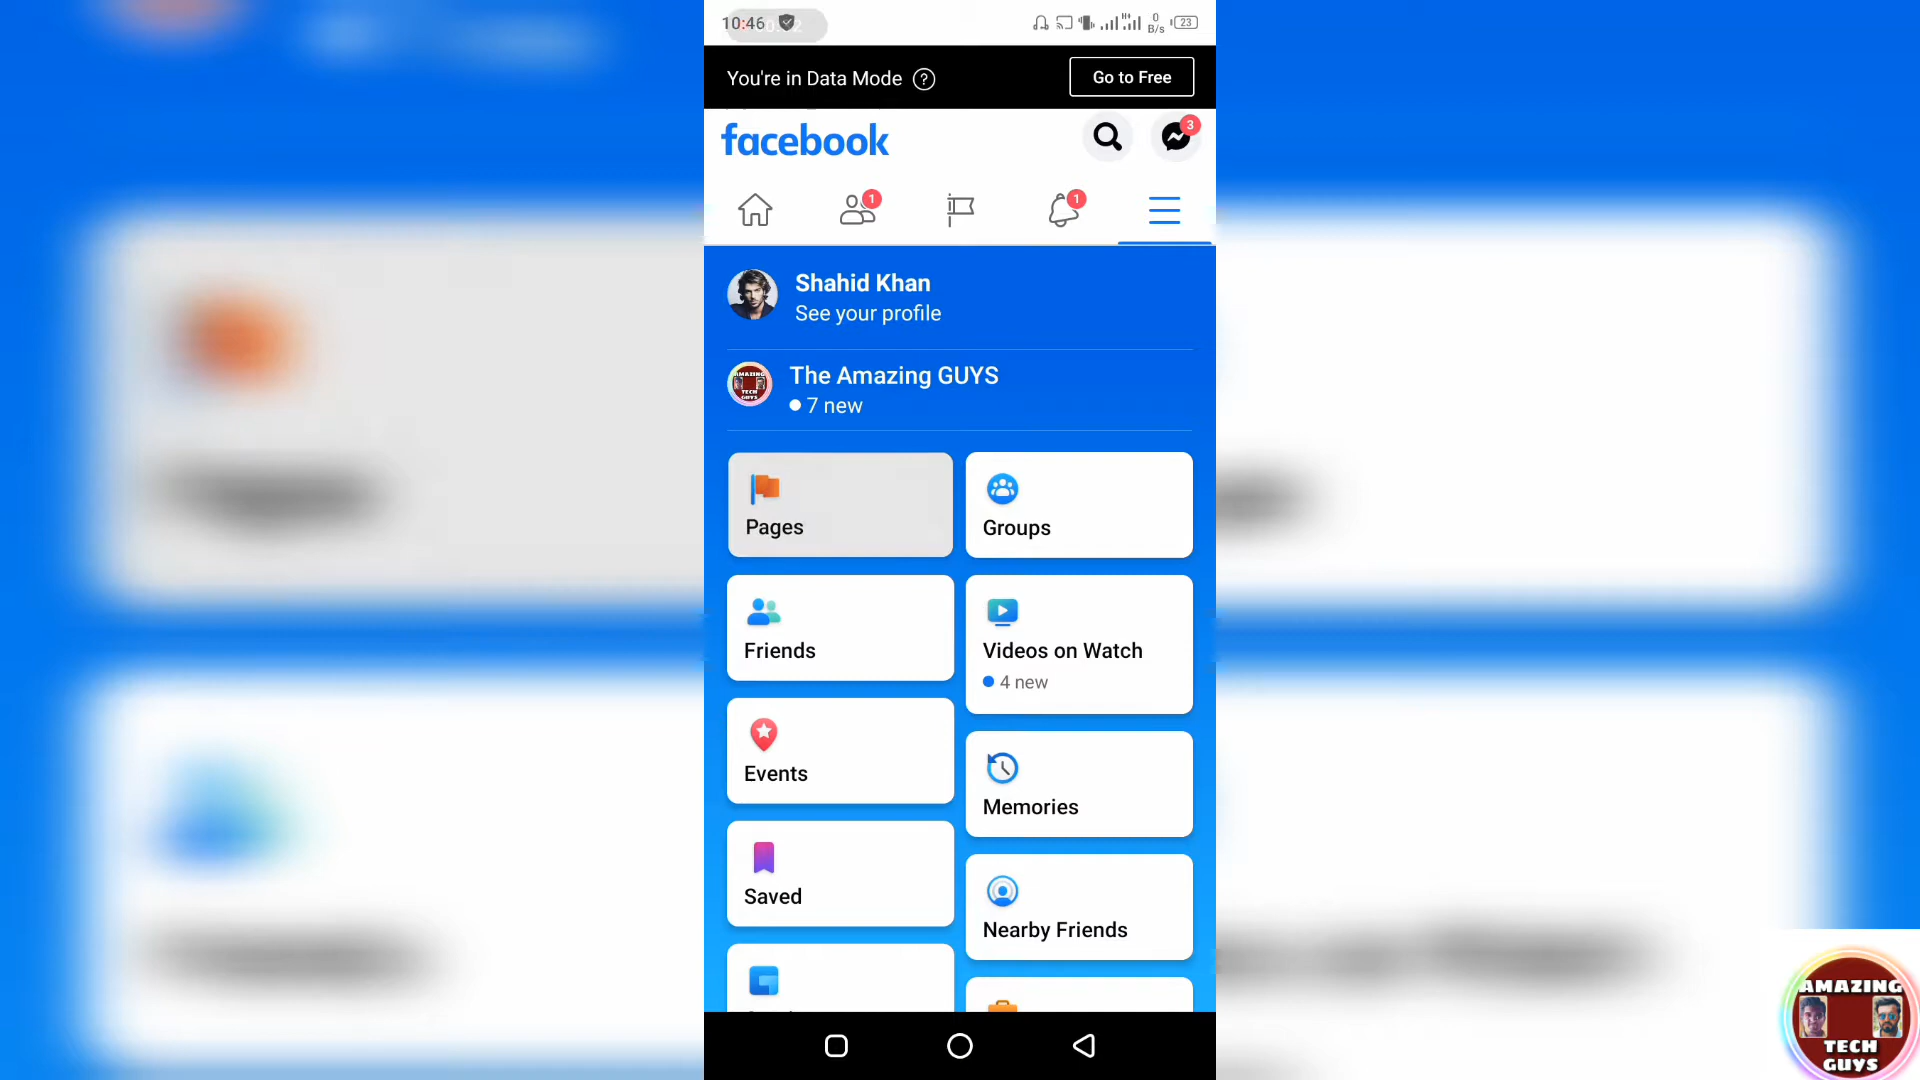 10:46
0
B/s
23
You're in Data Mode ?
Go to Free
facebook
3
1
1
Shahid Khan
See your profile
The Amazing GUYS
7 new
Pages
Groups
Friends
Videos on Watch
4 new
Events
Memories
Saved
Nearby Friends
AMAZING
TECH
GUYS